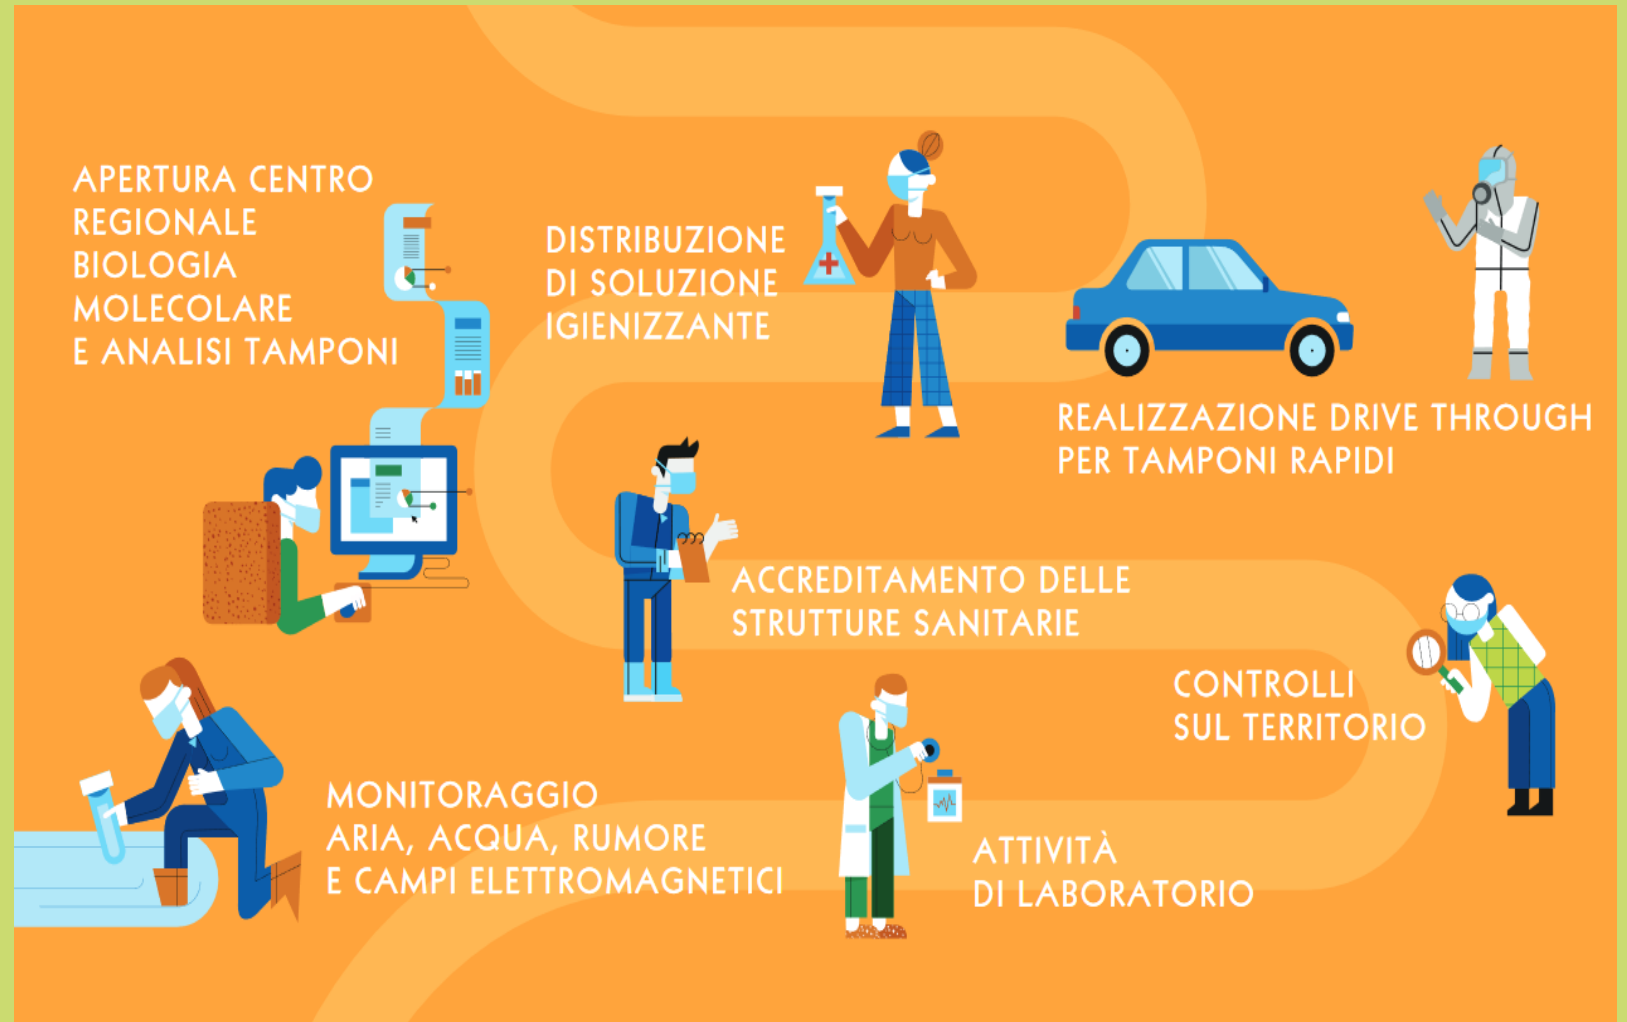 APERTURA CENTRO
REGIONALE
BIOLOGIA
MOLECOLARE
E ANALISI TAMPONI
DISTRIBUZIONE
DI SOLUZIONE
IGIENIZZANTE
REALIZZAZIONE DRIVE THROUGH
PER TAMPONI RAPIDI
ACCREDITAMENTO DELLE
STRUTTURE SANITARIE
CONTROLLI
SUL TERRITORIO
MONITORAGGIO
ARIA, ACQUA, RUMORE
E CAMPI ELETTROMAGNETICI
ATTIVITÀ
DI LABORATORIO